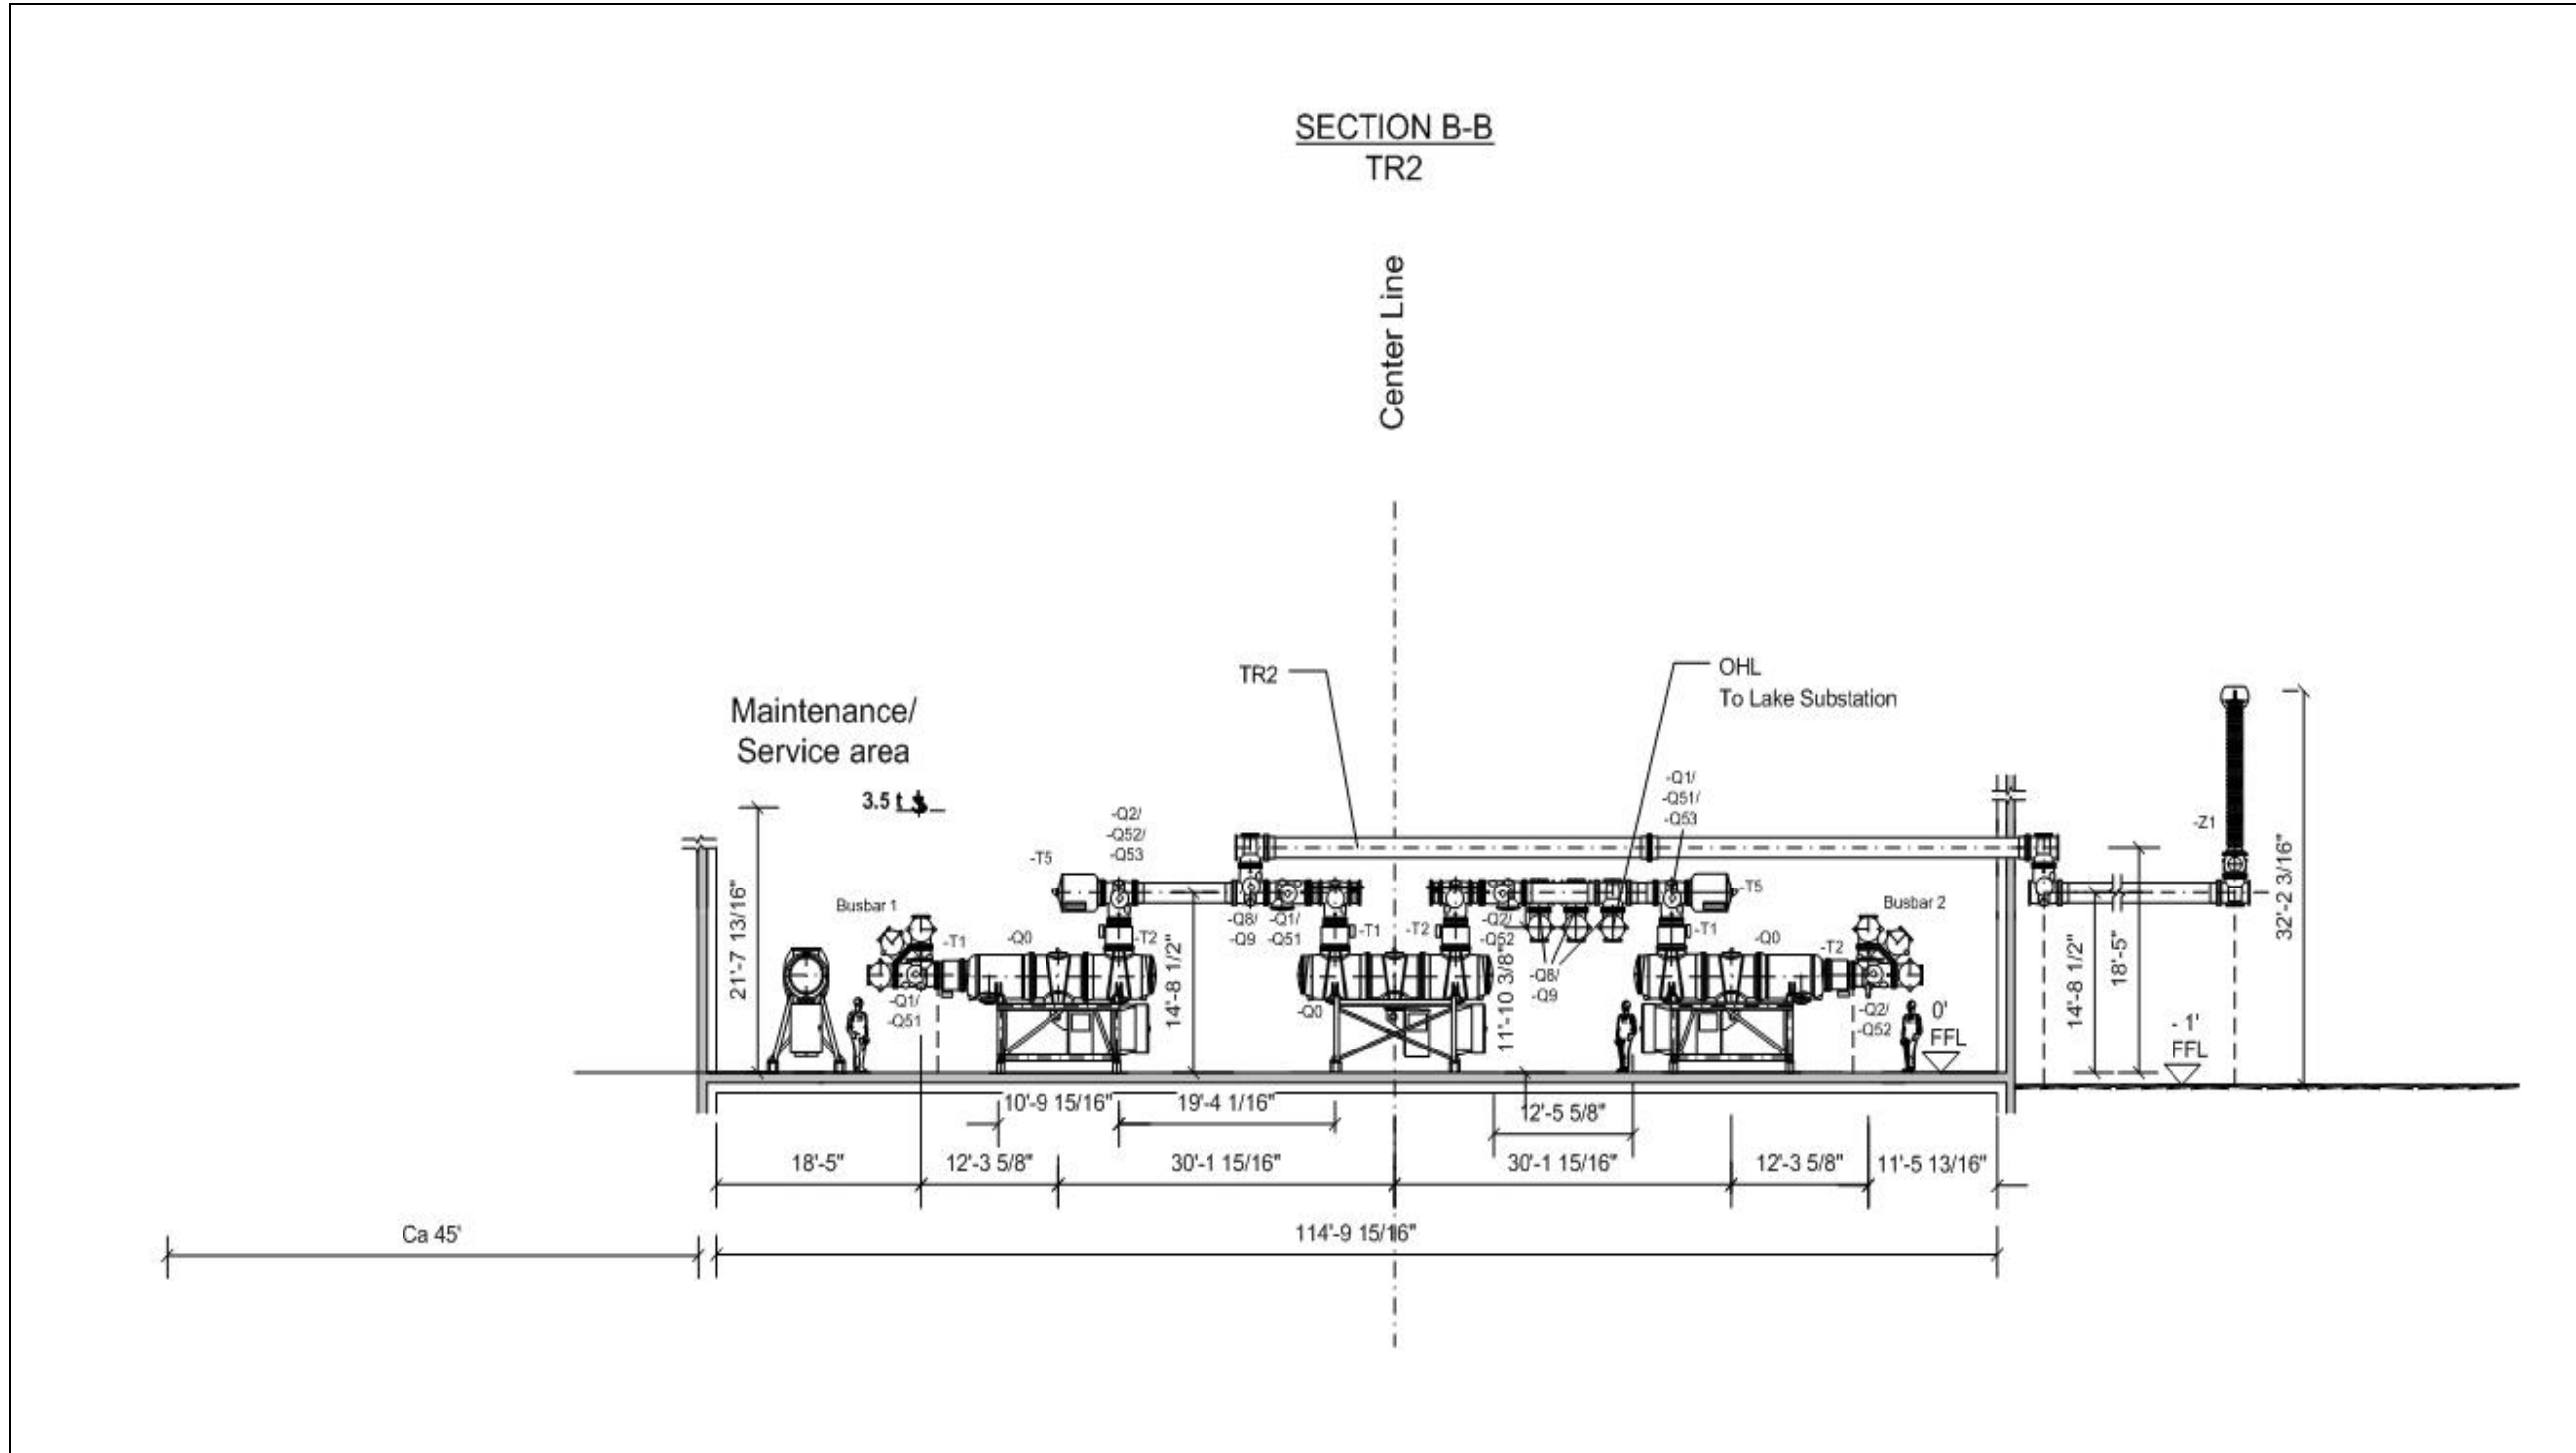 SECTION B-B
TR2
Center Line
TR2
OHL
To Lake Substation
Maintenance/
Service area
3.5 t
-Q1/
-Q51/
-Q53
-Q2/
-Q52/
-Q53
-T5
-T5
-Z1
Busbar 1
Busbar 2
-T1
-Q0
-T2
-Q8/
-Q9
-Q1/
-Q51
-T1
-T2
-Q2/
-Q52
-T1
-Q0
-T2
-Q1/
-Q51
-Q0
-Q8/
-Q9
-Q2/
-Q52
0'
FFL
- 1'
FFL
21'-7 13/16"
14'-8 1/2"
11'-10 3/8"
14'-8 1/2"
18'-5"
32'-2 3/16"
10'-9 15/16"
19'-4 1/16"
12'-5 5/8"
18'-5"
12'-3 5/8"
30'-1 15/16"
30'-1 15/16"
12'-3 5/8"
11'-5 13/16"
Ca 45'
114'-9 15/16"